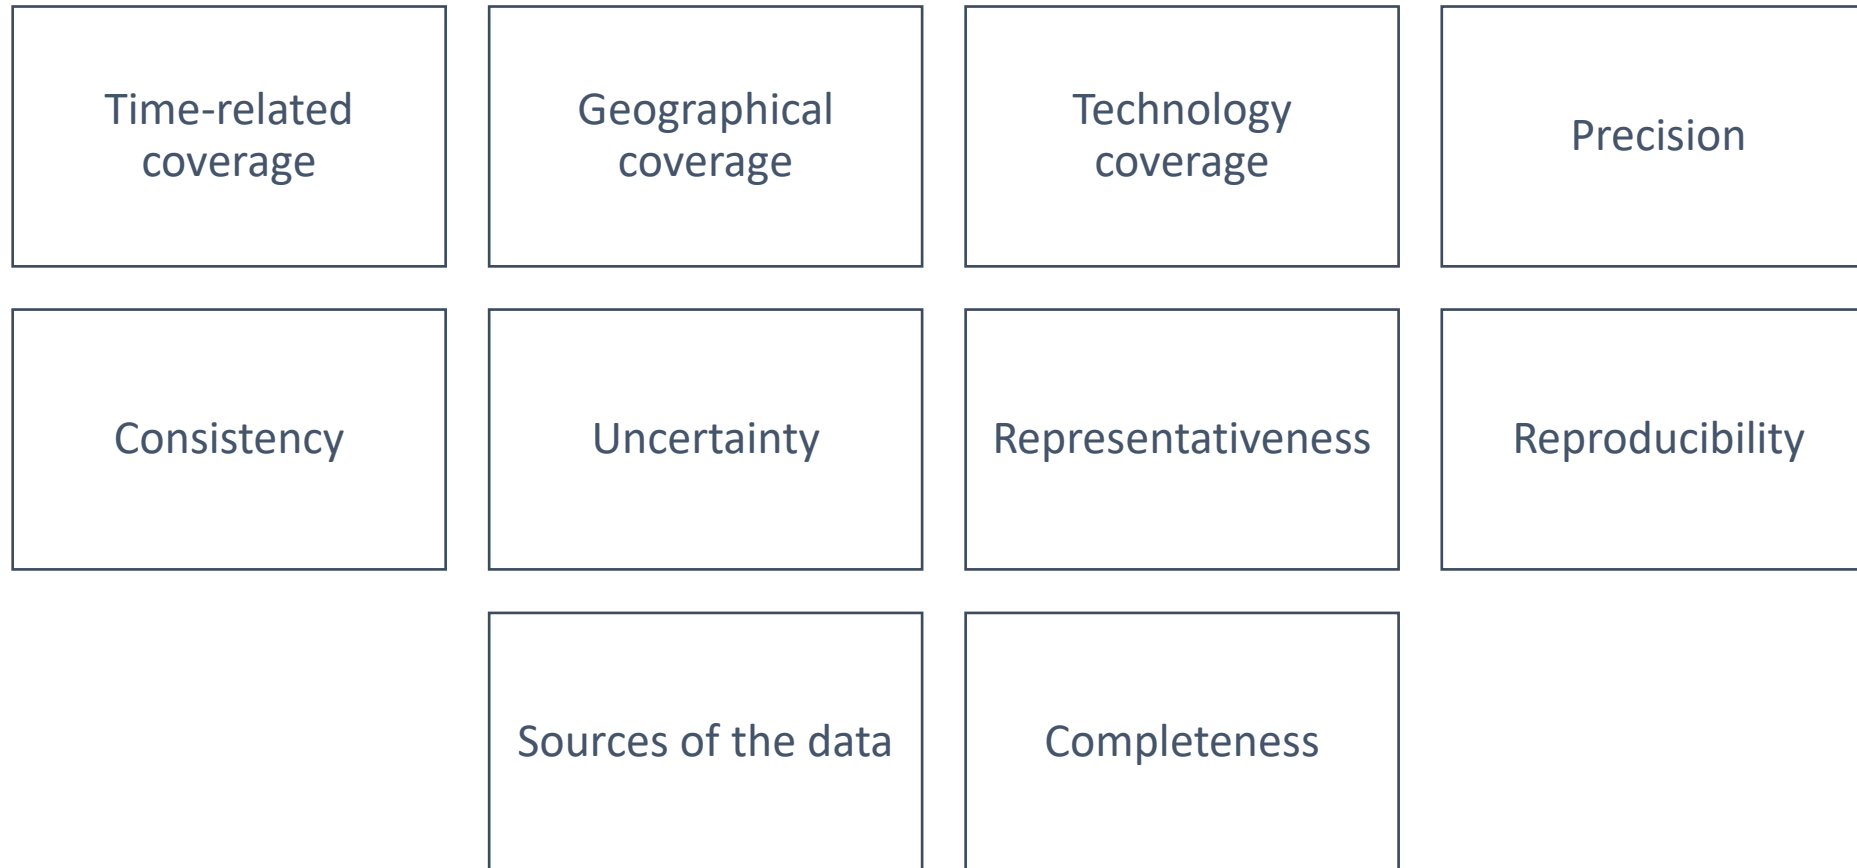 Time-related
coverage
Geographical
coverage
Technology
coverage
Precision
Consistency
Uncertainty
Representativeness
Reproducibility
Sources of the data
Completeness